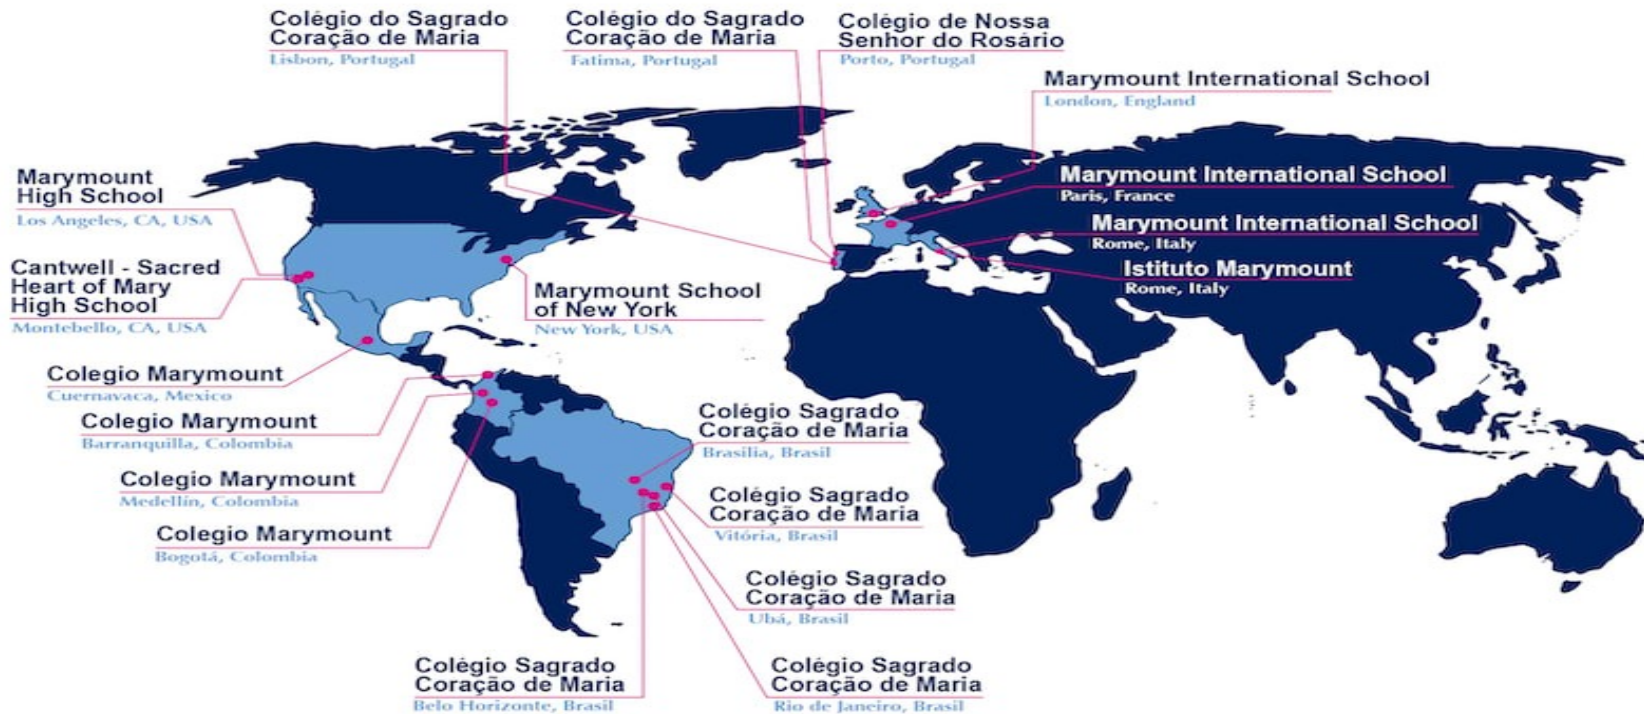 Colégio do Sagrado
Coração de Maria
Lisbon, Portugal
Colégio do Sagrado
Coração de Maria
Fatima, Portugal
Colégio de Nossa
Senhor do Rosário
Porto, Portugal
Marymount International School
London, England
Marymount International School
Paris, France
Marymount International School
Rome, Italy
Istituto Marymount
Rome, Italy
Marymount
High School
Los Angeles, CA, USA
Cantwell - Sacred
Heart of Mary
High School
Montebello, CA, USA
Marymount School
of New York
New York, USA
Colegio Marymount
Cuernavaca, Mexico
Colegio Marymount
Barranquilla, Colombia
Colegio Marymount
Medellín, Colombia
Colegio Marymount
Bogotá, Colombia
Colégio Sagrado
Coração de Maria
Brasilia, Brasil
Colégio Sagrado
Coração de Maria
Vitória, Brasil
Colégio Sagrado
Coração de Maria
Ubá, Brasil
Colégio Sagrado
Coração de Maria
Belo Horizonte, Brasil
Colégio Sagrado
Coração de Maria
Rio de Janeiro, Brasil